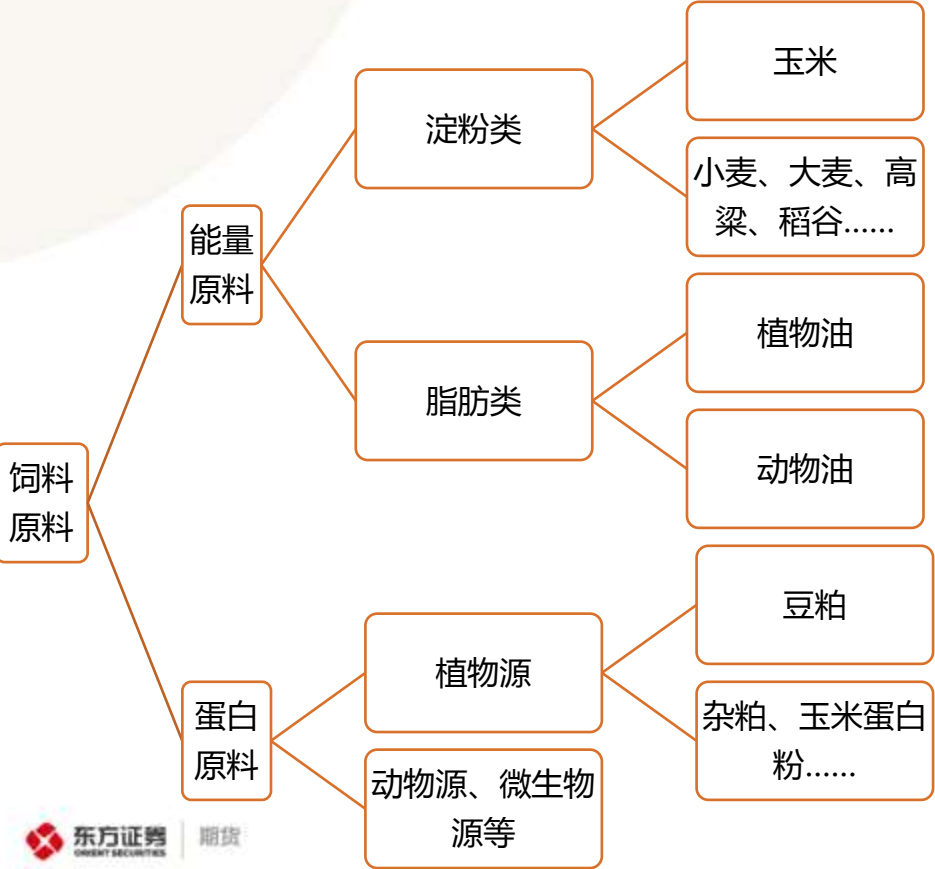 饲料
原料
能量
原料
淀粉类
玉米
小麦、大麦、高
粱、稻谷......
脂肪类
植物油
动物油
蛋白
原料
植物源
豆粕
杂粕、玉米蛋白
粉......
动物源、微生物
源等
东方证券
ORIENT SECURITIES
期货